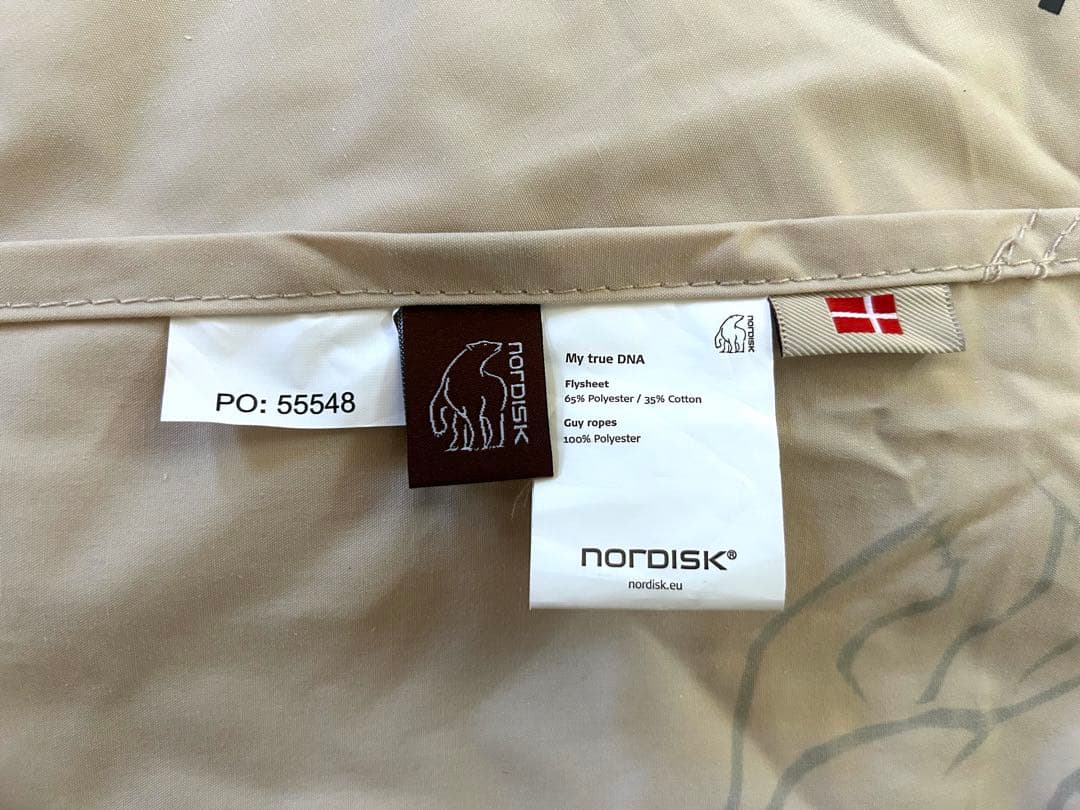 PO: 55548
NORDISK
NORDISK
My true DNA
Flysheet
65% Polyester / 35% Cotton
Guy ropes
100% Polyester
NORDISK®
nordisk.eu